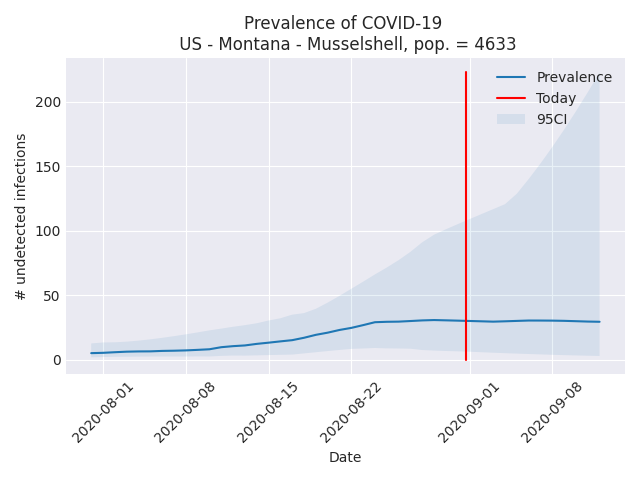 Prevalence of COVID-19
US - Montana - Musselshell, pop. = 4633
Prevalence
Today
95CI
200
150
100
50
0
# undetected infections
2020-08-01
2020-08-08
2020-08-15
2020-08-22
2020-09-01
2020-09-08
Date